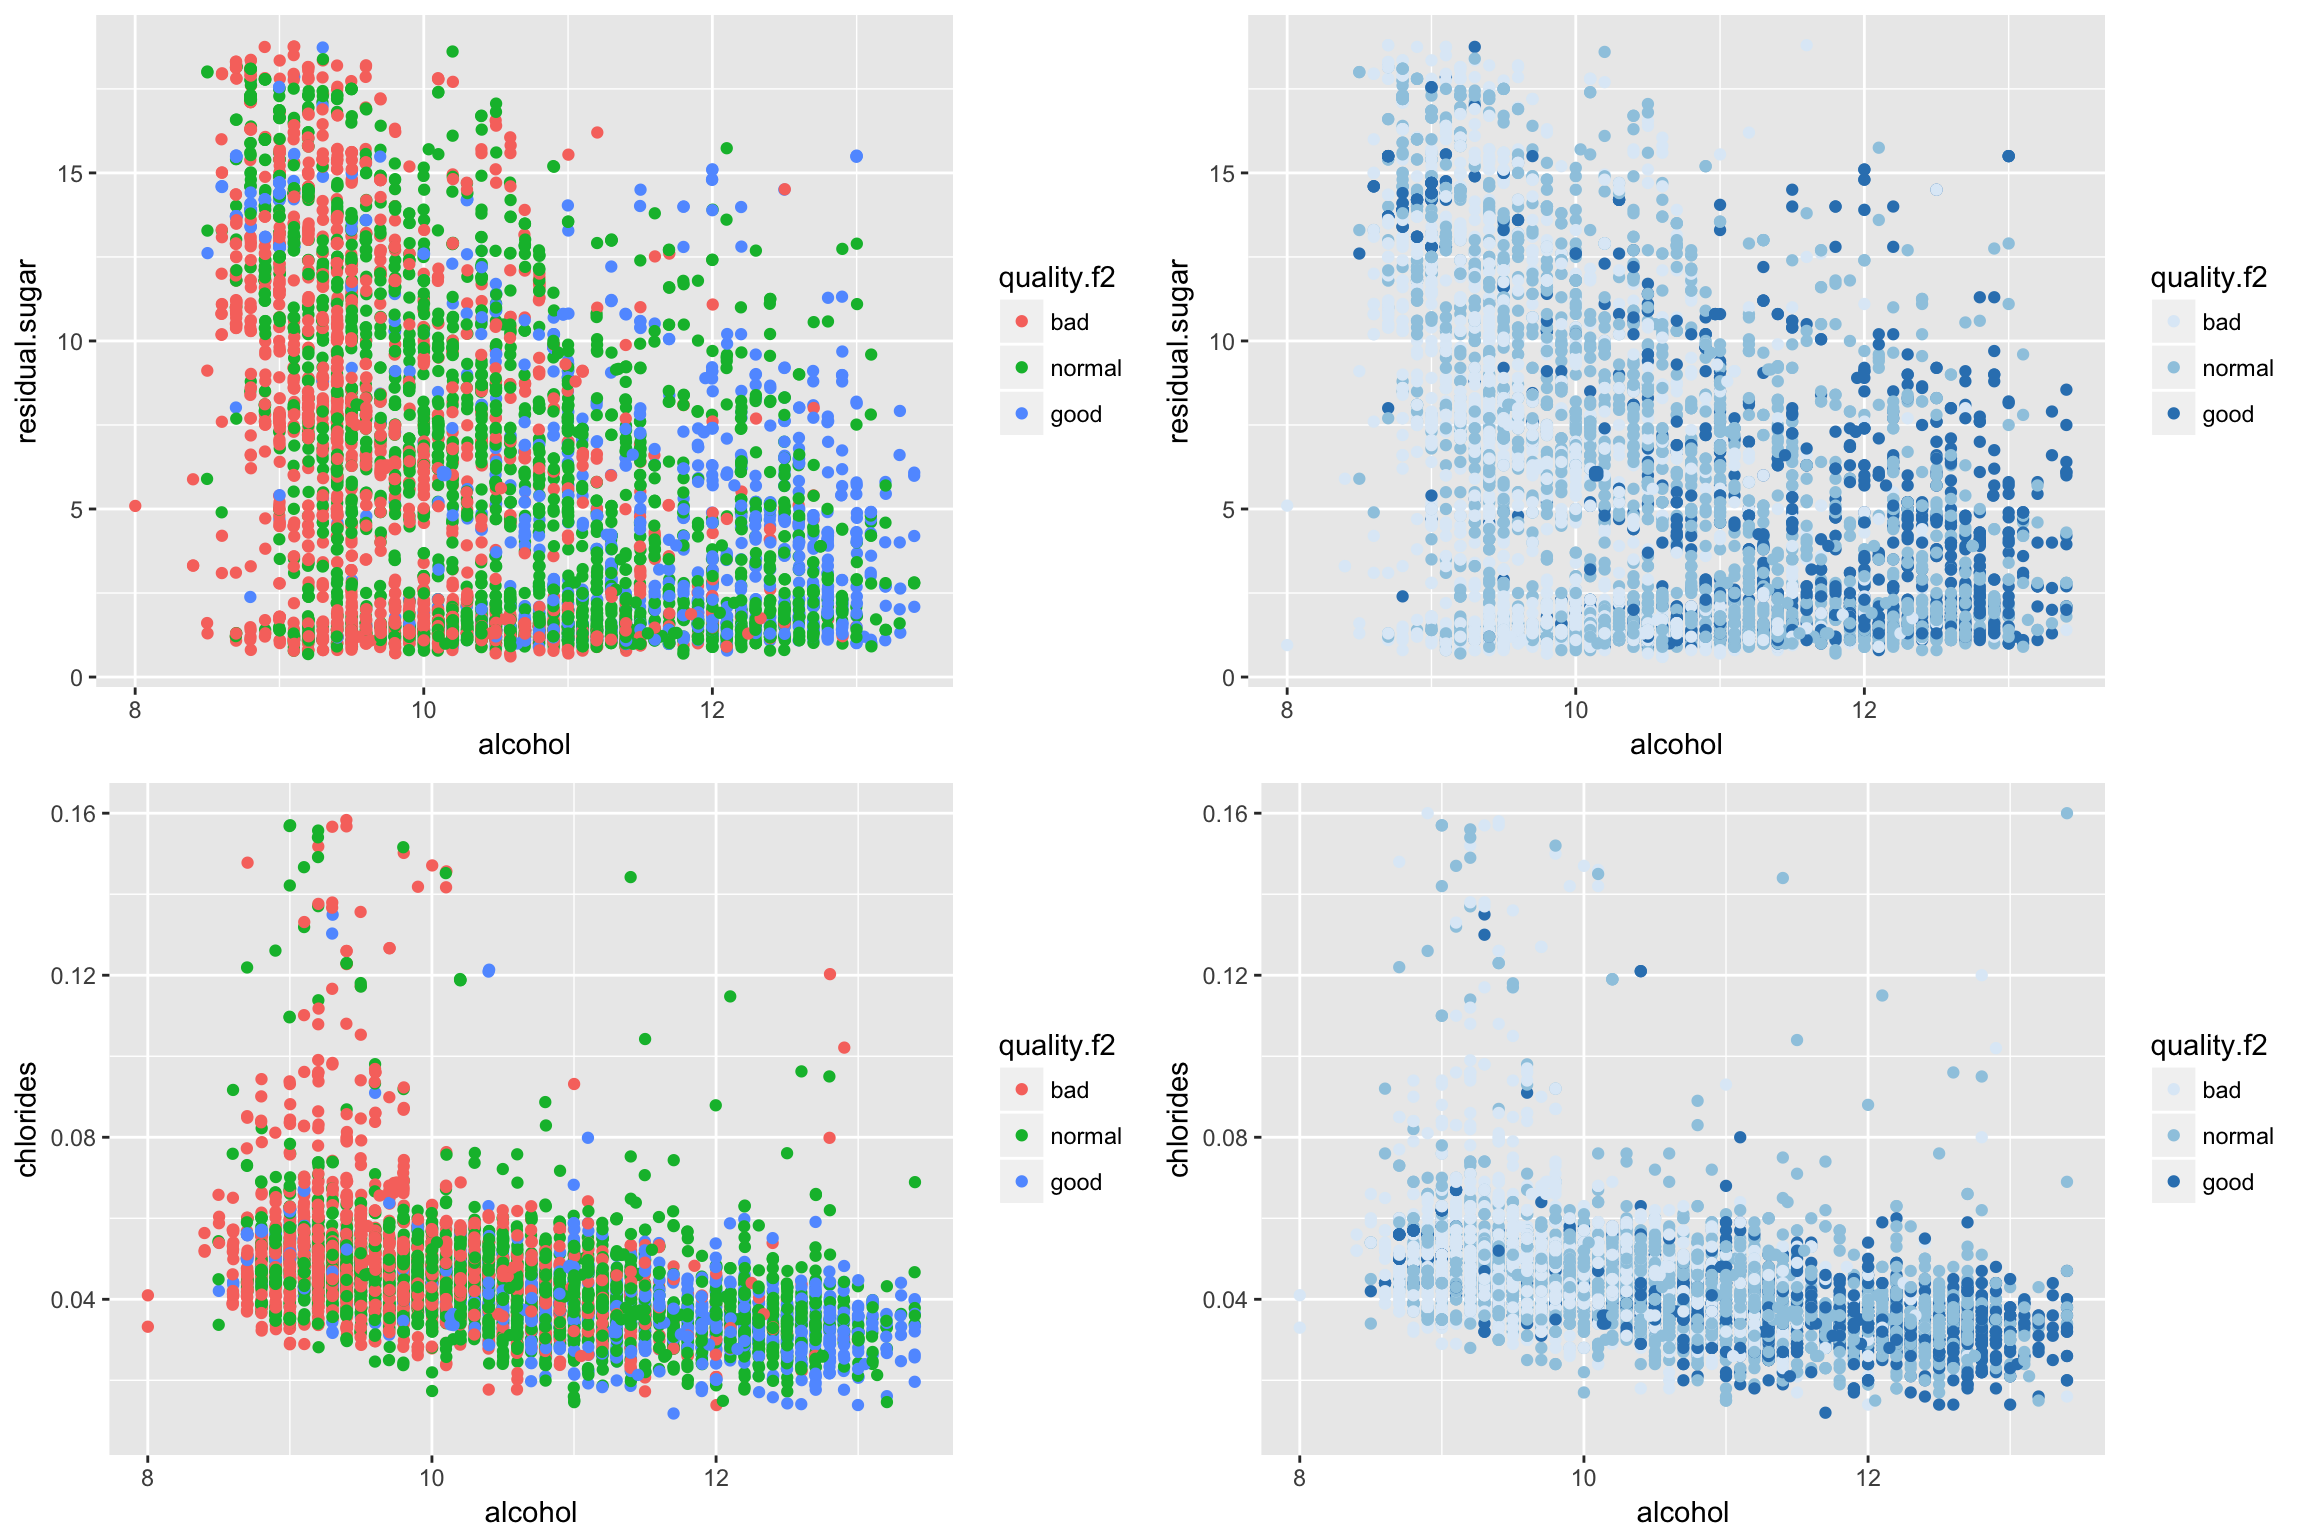 residual.sugar
15
10
5
0
8
10
12
alcohol
quality.f2
bad
normal
good
residual.sugar
15
10
5
0
8
10
12
alcohol
quality.f2
bad
normal
good
chlorides
0.16
0.12
0.08
0.04
8
10
12
alcohol
quality.f2
bad
normal
good
chlorides
0.16
0.12
0.08
0.04
8
10
12
alcohol
quality.f2
bad
normal
good